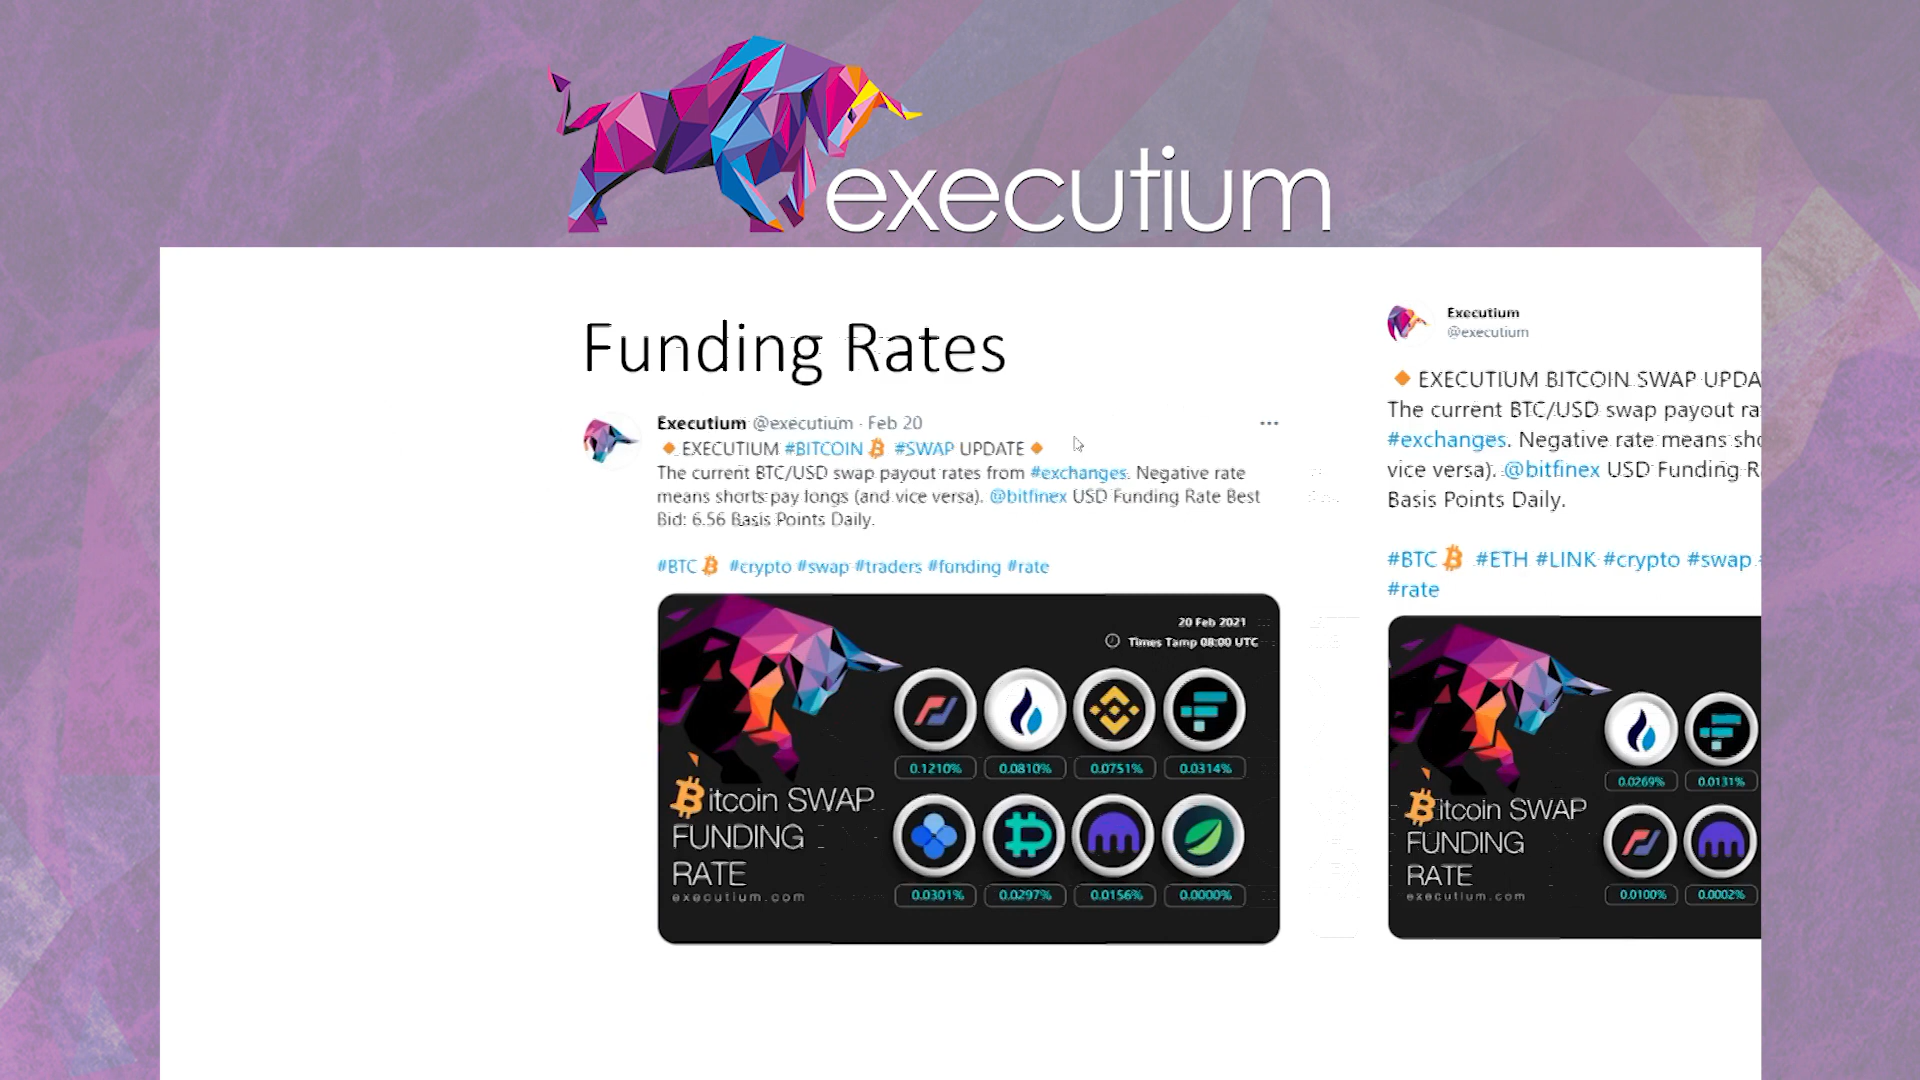 executium
Funding Rates
Executium @executium · Feb 20
EXECUTIUM #BITCOIN #SWAP UPDATE
The current BTC/USD swap payout rates from #exchanges. Negative rate
means shorts pay longs (and vice versa). @bitfinex USD Funding Rate Best
Bid: 6.56 Basis Points Daily.
#BTC #crypto #swap #traders #funding #rate
20 Feb 2021
Times Tamp 08:00 UTC
0.1210% 0.0810% 0.0751% 0.0314%
Bitcoin SWAP
FUNDING
RATE
executium.com
0.0301% 0.0297% 0.0156% 0.0000%
Executium
@executium
EXECUTIUM BITCOIN SWAP UPDA
The current BTC/USD swap payout ra
#exchanges. Negative rate means sho
vice versa). @bitfinex USD Funding R
Basis Points Daily.
#BTC #ETH #LINK #crypto #swap
#rate
0.0269% 0.0131%
Bitcoin SWAP
FUNDING
RATE
executium.com
0.0100% 0.0002%